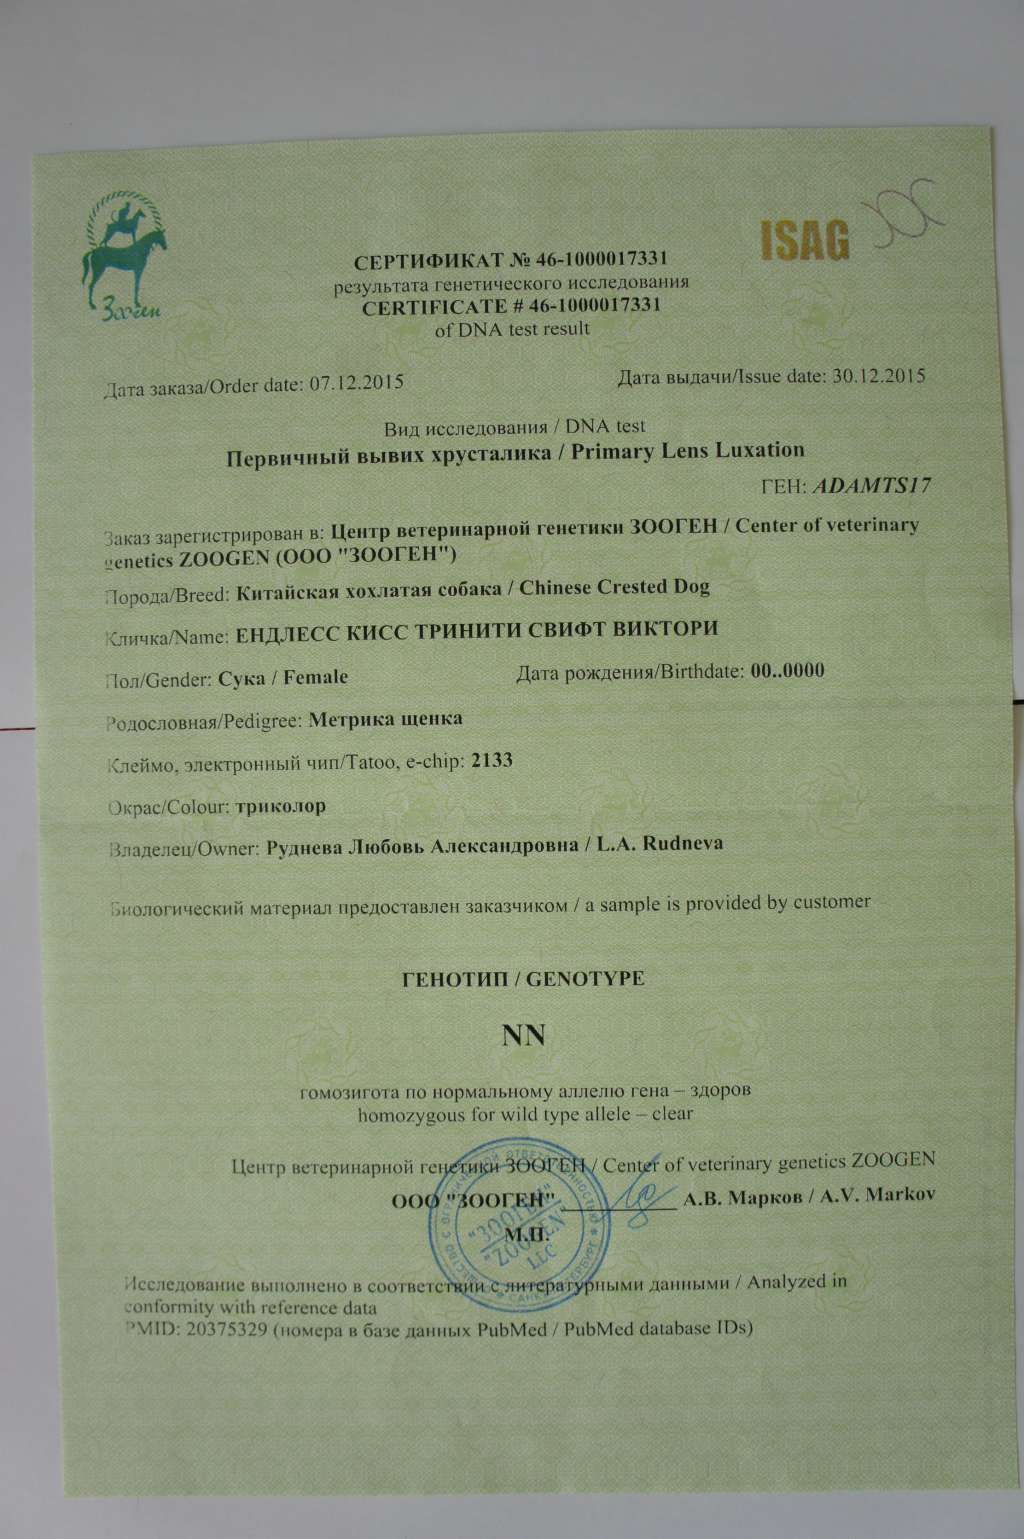 Зооген
ISAG
СЕРТИФИКАТ № 46-1000017331
результата генетического исследования
CERTIFICATE # 46-1000017331
of DNA test result
Дата заказа/Order date: 07.12.2015 Дата выдачи/Issue date: 30.12.2015
Вид исследования / DNA test
Первичный вывих хрусталика / Primary Lens Luxation
ГЕН: ADAMTS17
Заказ зарегистрирован в: Центр ветеринарной генетики ЗООГЕН / Center of veterinary
genetics ZOOGEN (ООО "ЗООГЕН")
Порода/Breed: Китайская хохлатая собака / Chinese Crested Dog
Кличка/Name: ЕНДЛЕСС КИСС ТРИНИТИ СВИФТ ВИКТОРИ
Пол/Gender: Сука / Female Дата рождения/Birthdate: 00..0000
Родословная/Pedigree: Метрика щенка
Клеймо, электронный чип/Tatoo, e-chip: 2133
Окрас/Colour: триколор
Владелец/Owner: Руднева Любовь Александровна / L.A. Rudneva
Биологический материал предоставлен заказчиком / a sample is provided by customer
ГЕНОТИП / GENOTYPE
NN
гомозигота по нормальному аллелю гена – здоров
homozygous for wild type allele – clear
Центр ветеринарной генетики ЗООГЕН / Center of veterinary genetics ZOOGEN
ООО "ЗООГЕН" А.В. Марков / A.V. Markov
М.П.
"ЗООГЕН"
"ZOOGEN"
LLC
Исследование выполнено в соответствии с литературными данными / Analyzed in
conformity with reference data
PMID: 20375329 (номера в базе данных PubMed / PubMed database IDs)